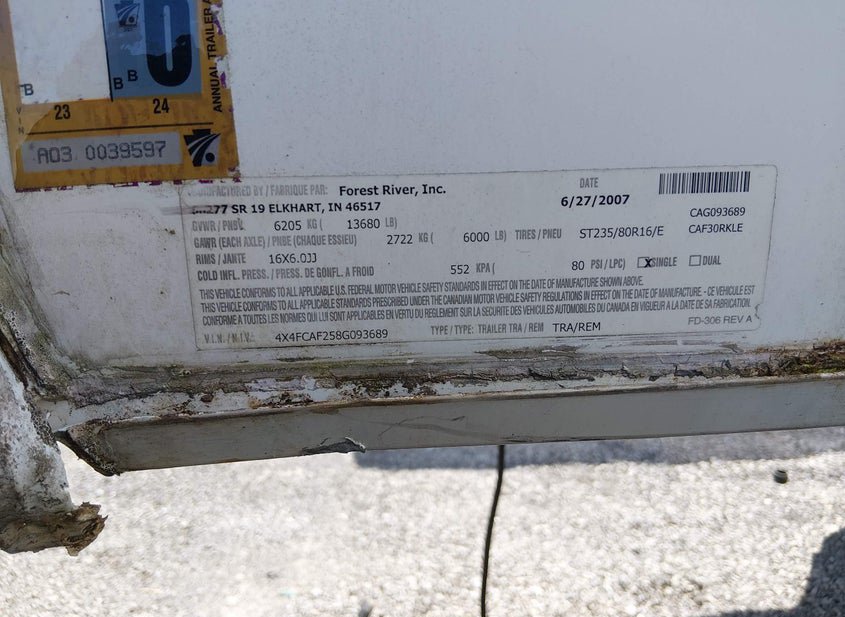 0
B
B B
23
24
ANNUAL TRAILER
A03 0039597
MANUFACTURED BY / FABRIQUE PAR: Forest River, Inc.
DATE
SR 19 ELKHART, IN 46517
6/27/2007
CAG093689
GVWR / PNBV 6205 KG ( 13680 LB)
GAWR (EACH AXLE) / PNBE (CHAQUE ESSIEU) 2722 KG ( 6000 LB) TIRES / PNEU ST235/80R16/E CAF30RKLE
RIMS / JANTE 16X6.0JJ
COLD INFL. PRESS. / PRESS. DE GONFL. A FROID 552 KPA ( 80 PSI / LPC) X SINGLE DUAL
THIS VEHICLE CONFORMS TO ALL APPLICABLE U.S. FEDERAL MOTOR VEHICLE SAFETY STANDARDS IN EFFECT ON THE DATE OF MANUFACTURE SHOWN ABOVE.
THIS VEHICLE CONFORMS TO ALL APPLICABLE STANDARDS PRESCRIBED UNDER THE CANADIAN MOTOR VEHICLE SAFETY REGULATIONS IN EFFECT ON THE DATE OF MANUFACTURE - CE VEHICULE EST
CONFORME A TOUTES LES NORMES QUI LUI SONT APPLICABLES EN VERTU DU REGLEMENT SUR LA SECURITE DES VEHICULES AUTOMOBILES DU CANADA EN VIGUEUR A LA DATE DE SA FABRICATION.
V.I.N. / N.I.V. 4X4FCAF258G093689 TYPE / TYPE: TRAILER TRA / REM TRA/REM FD-306 REV A